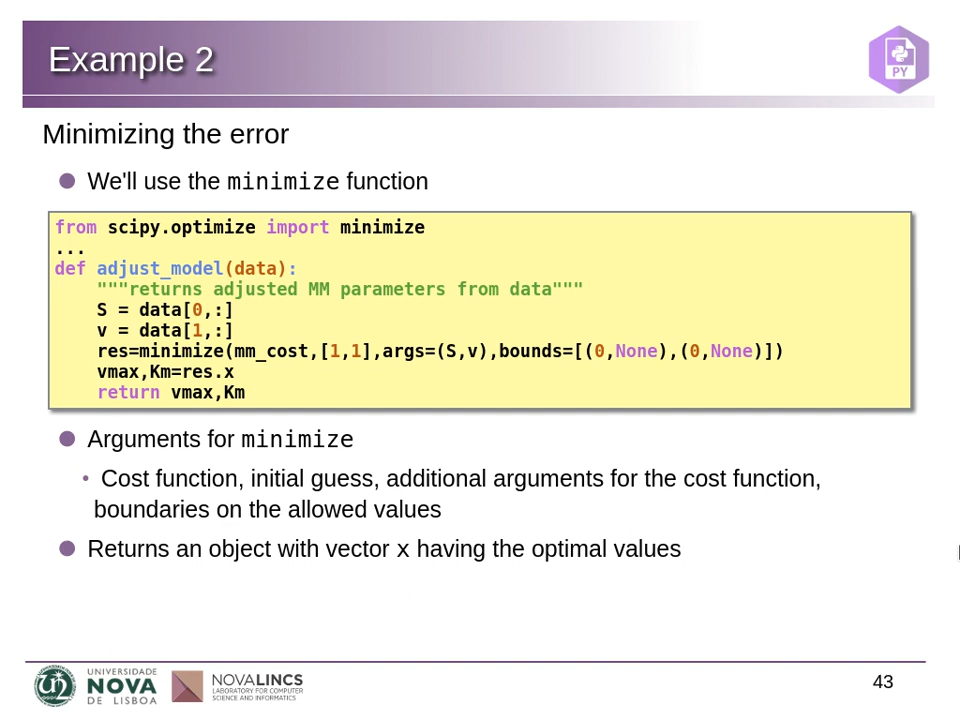 Example 2
PY
Minimizing the error
We'll use the minimize function
from scipy.optimize import minimize
...
def adjust_model(data):
    """returns adjusted MM parameters from data"""
    S = data[0,:]
    v = data[1,:]
    res=minimize(mm_cost,[1,1],args=(S,v),bounds=[(0,None),(0,None)])
    vmax,Km=res.x
    return vmax,Km
Arguments for minimize
• Cost function, initial guess, additional arguments for the cost function,
boundaries on the allowed values
Returns an object with vector x having the optimal values
UNIVERSIDADE
NOVA
DE LISBOA
NOVALINCS
LABORATORY FOR COMPUTER
SCIENCE AND INFORMATICS
43